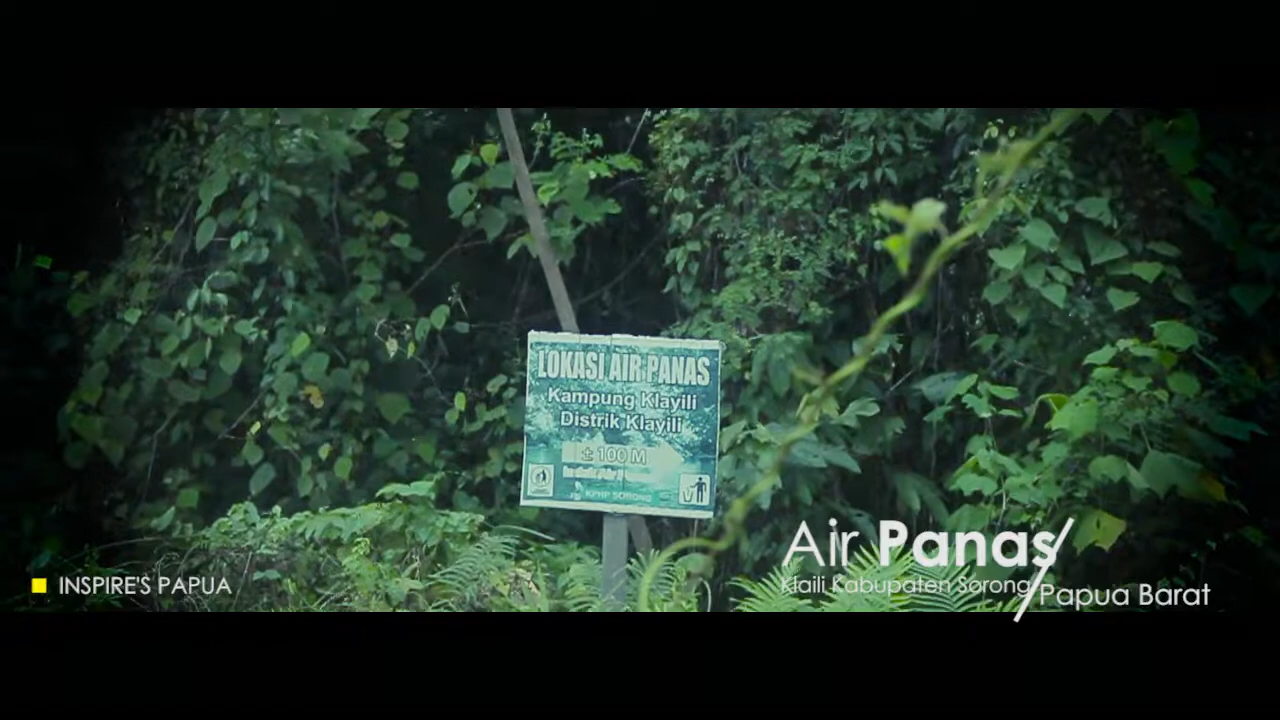 LOKASI AIR PANAS
Kampung Klayili
Distrik Klayili
± 100 M
KPHP SORONG
Air Panas
Klaili Kabupaten Sorong
Papua Barat
INSPIRE'S PAPUA